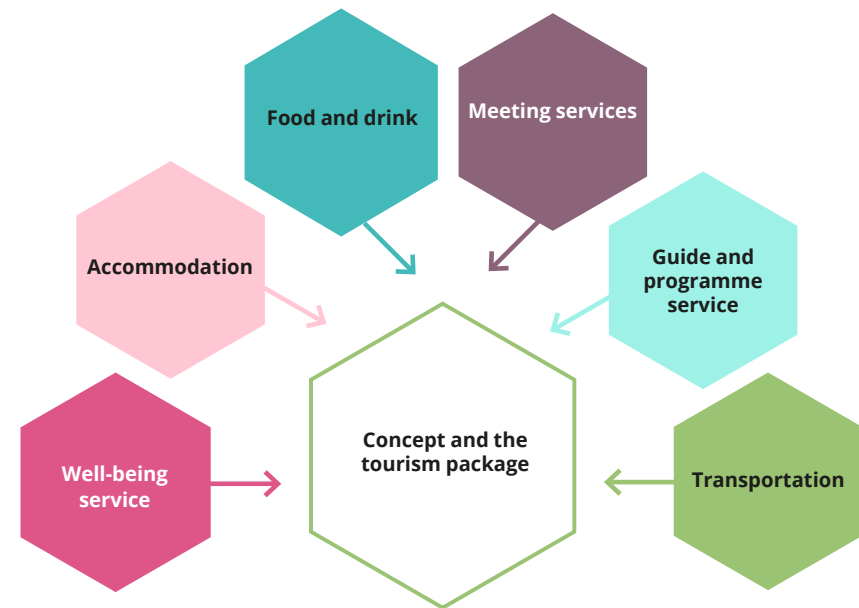 Food and drink
Meeting services
Accommodation
Guide and
programme
service
Concept and the
tourism package
Well-being
service
Transportation